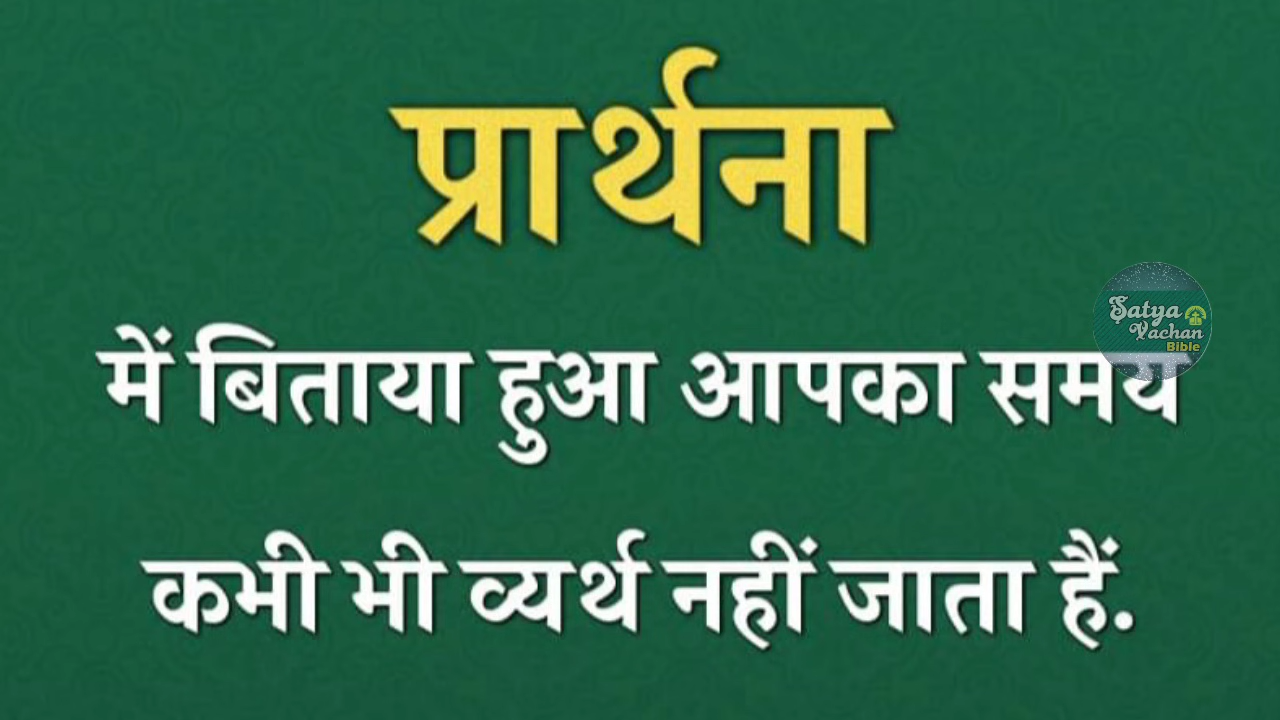 प्रार्थना
Satya
Vachan
Bible
में बिताया हुआ आपका समय
कभी भी व्यर्थ नहीं जाता हैं.